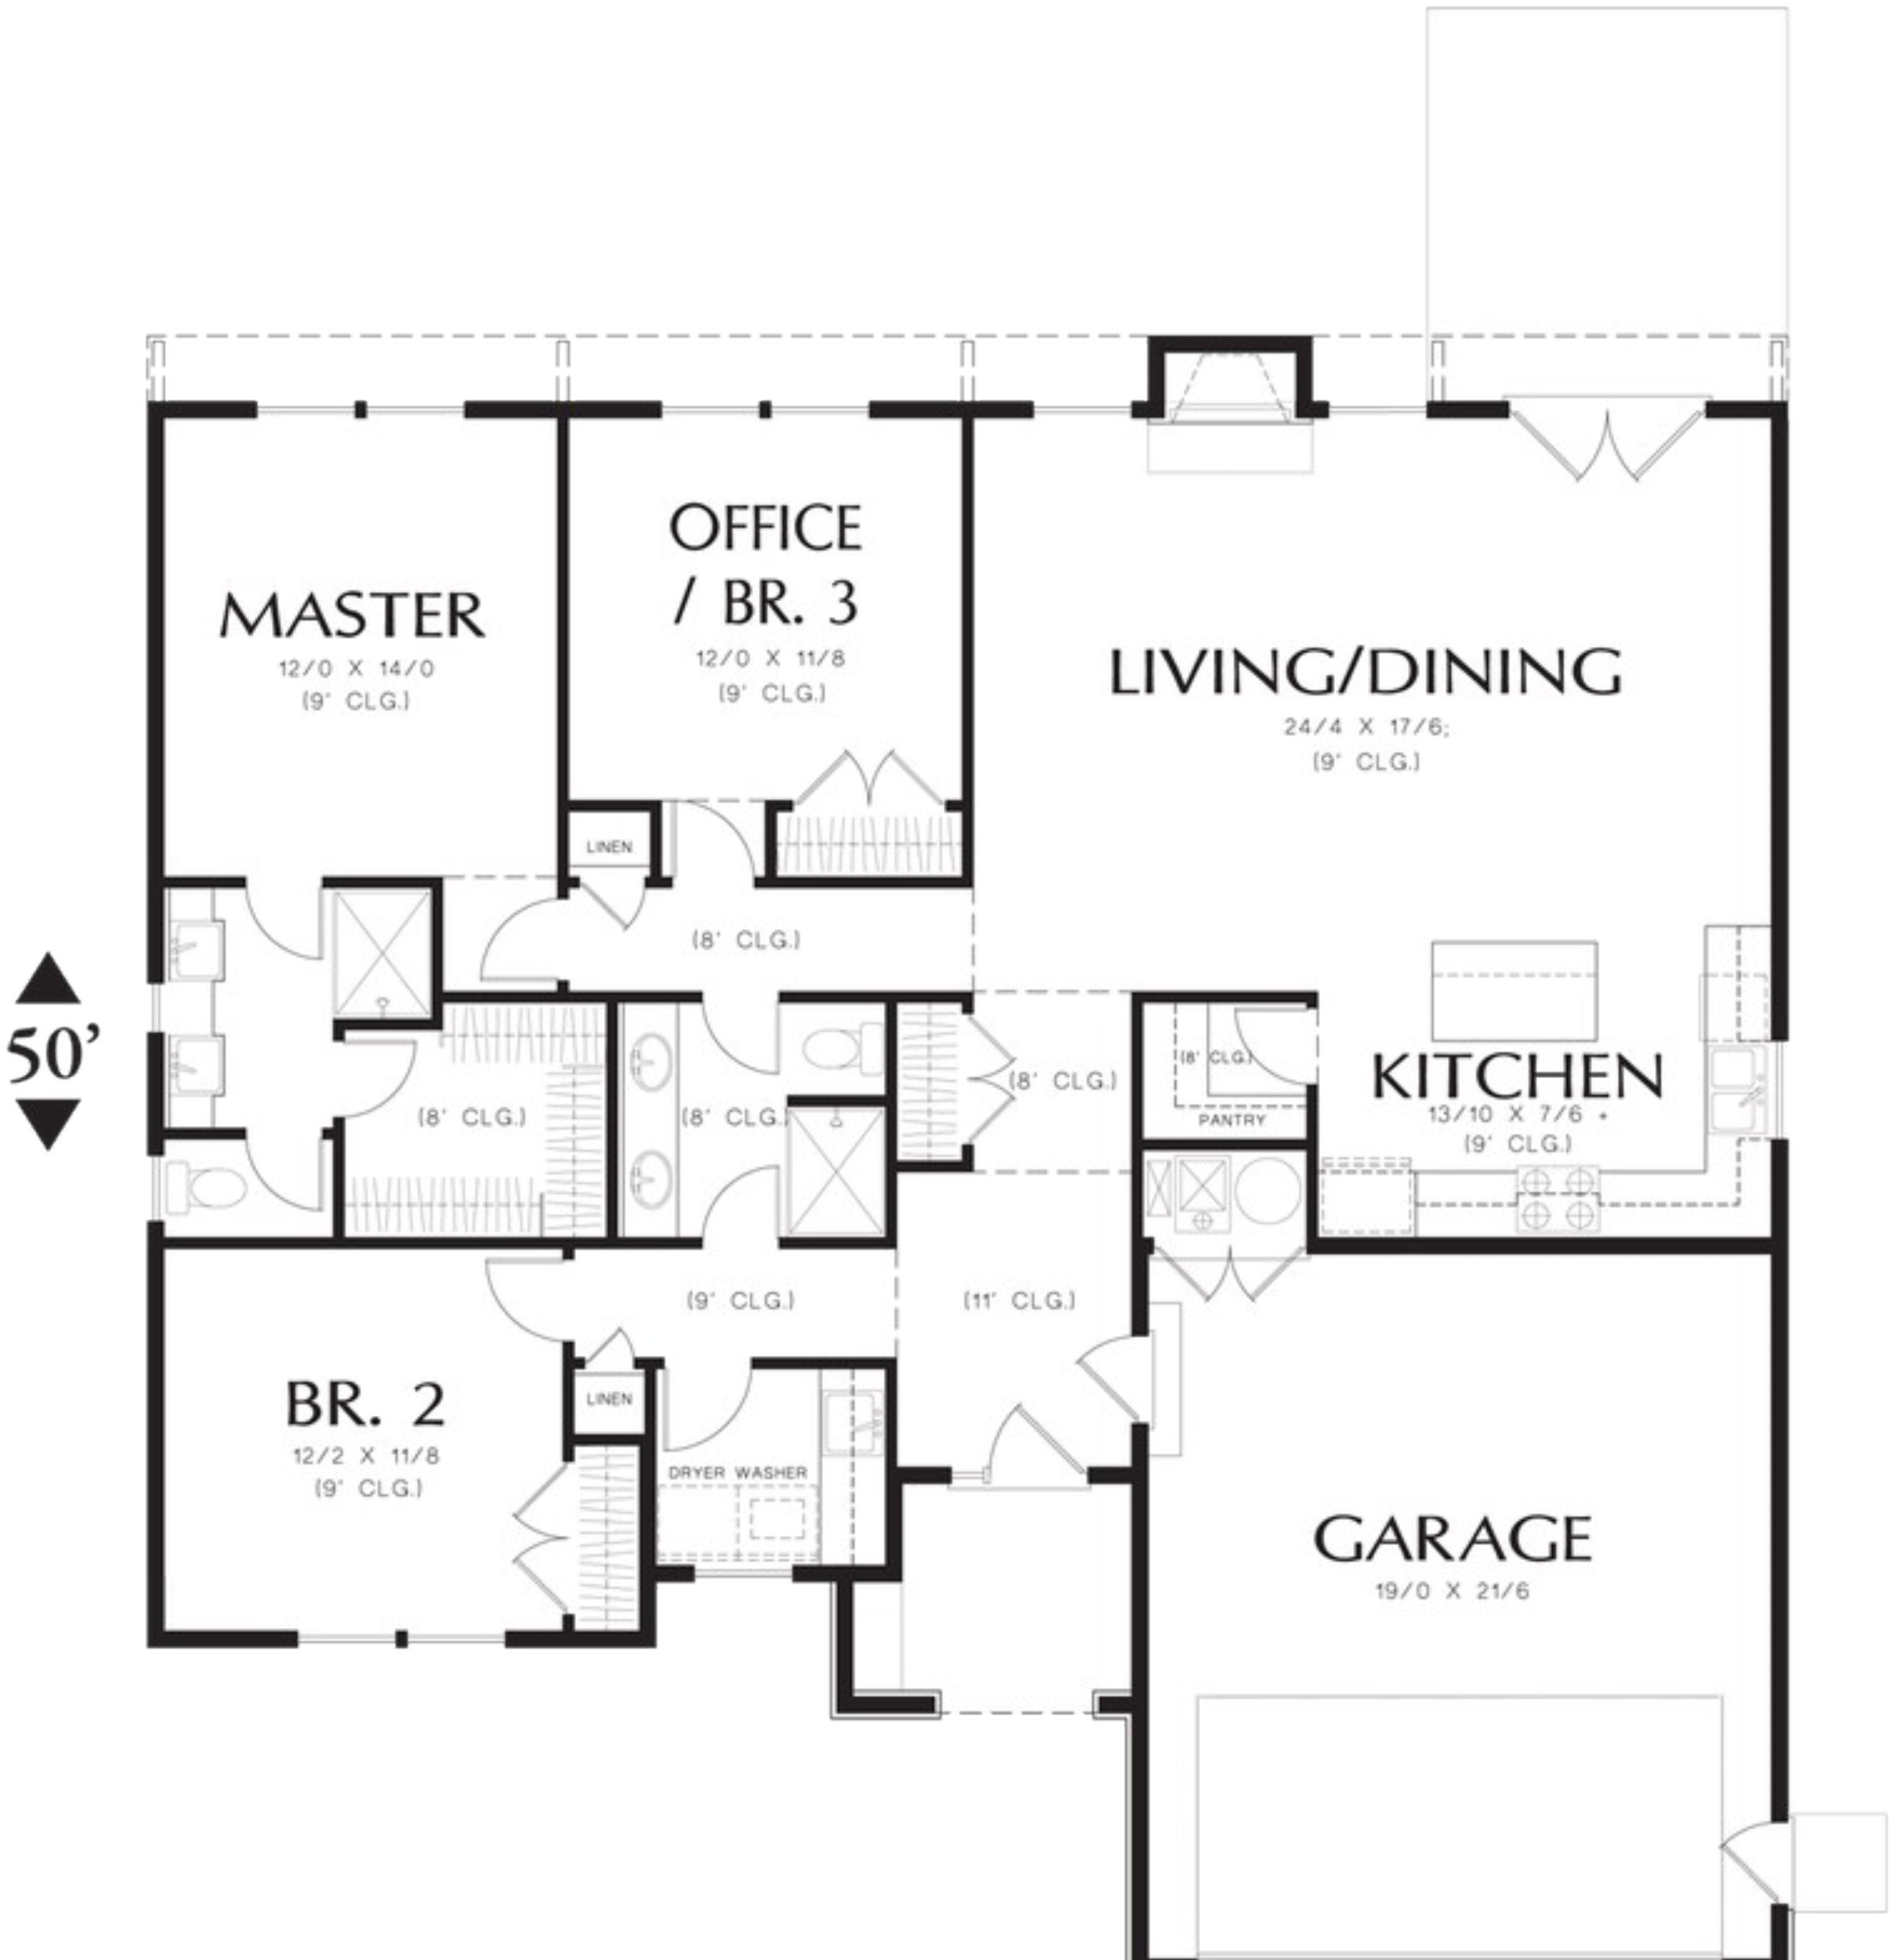 MASTER
12/0 X 14/0
(9' CLG.)
OFFICE
/ BR. 3
12/0 X 11/8
(9' CLG.)
LIVING/DINING
24/4 X 17/6;
(9' CLG.)
LINEN
(8' CLG.)
50'
(8' CLG.)
(8' CLG.)
(8' CLG.)
(8' CLG.)
PANTRY
KITCHEN
13/10 X 7/6 +
(9' CLG.)
(9' CLG.)
(11' CLG.)
BR. 2
12/2 X 11/8
(9' CLG.)
LINEN
DRYER WASHER
GARAGE
19/0 X 21/6